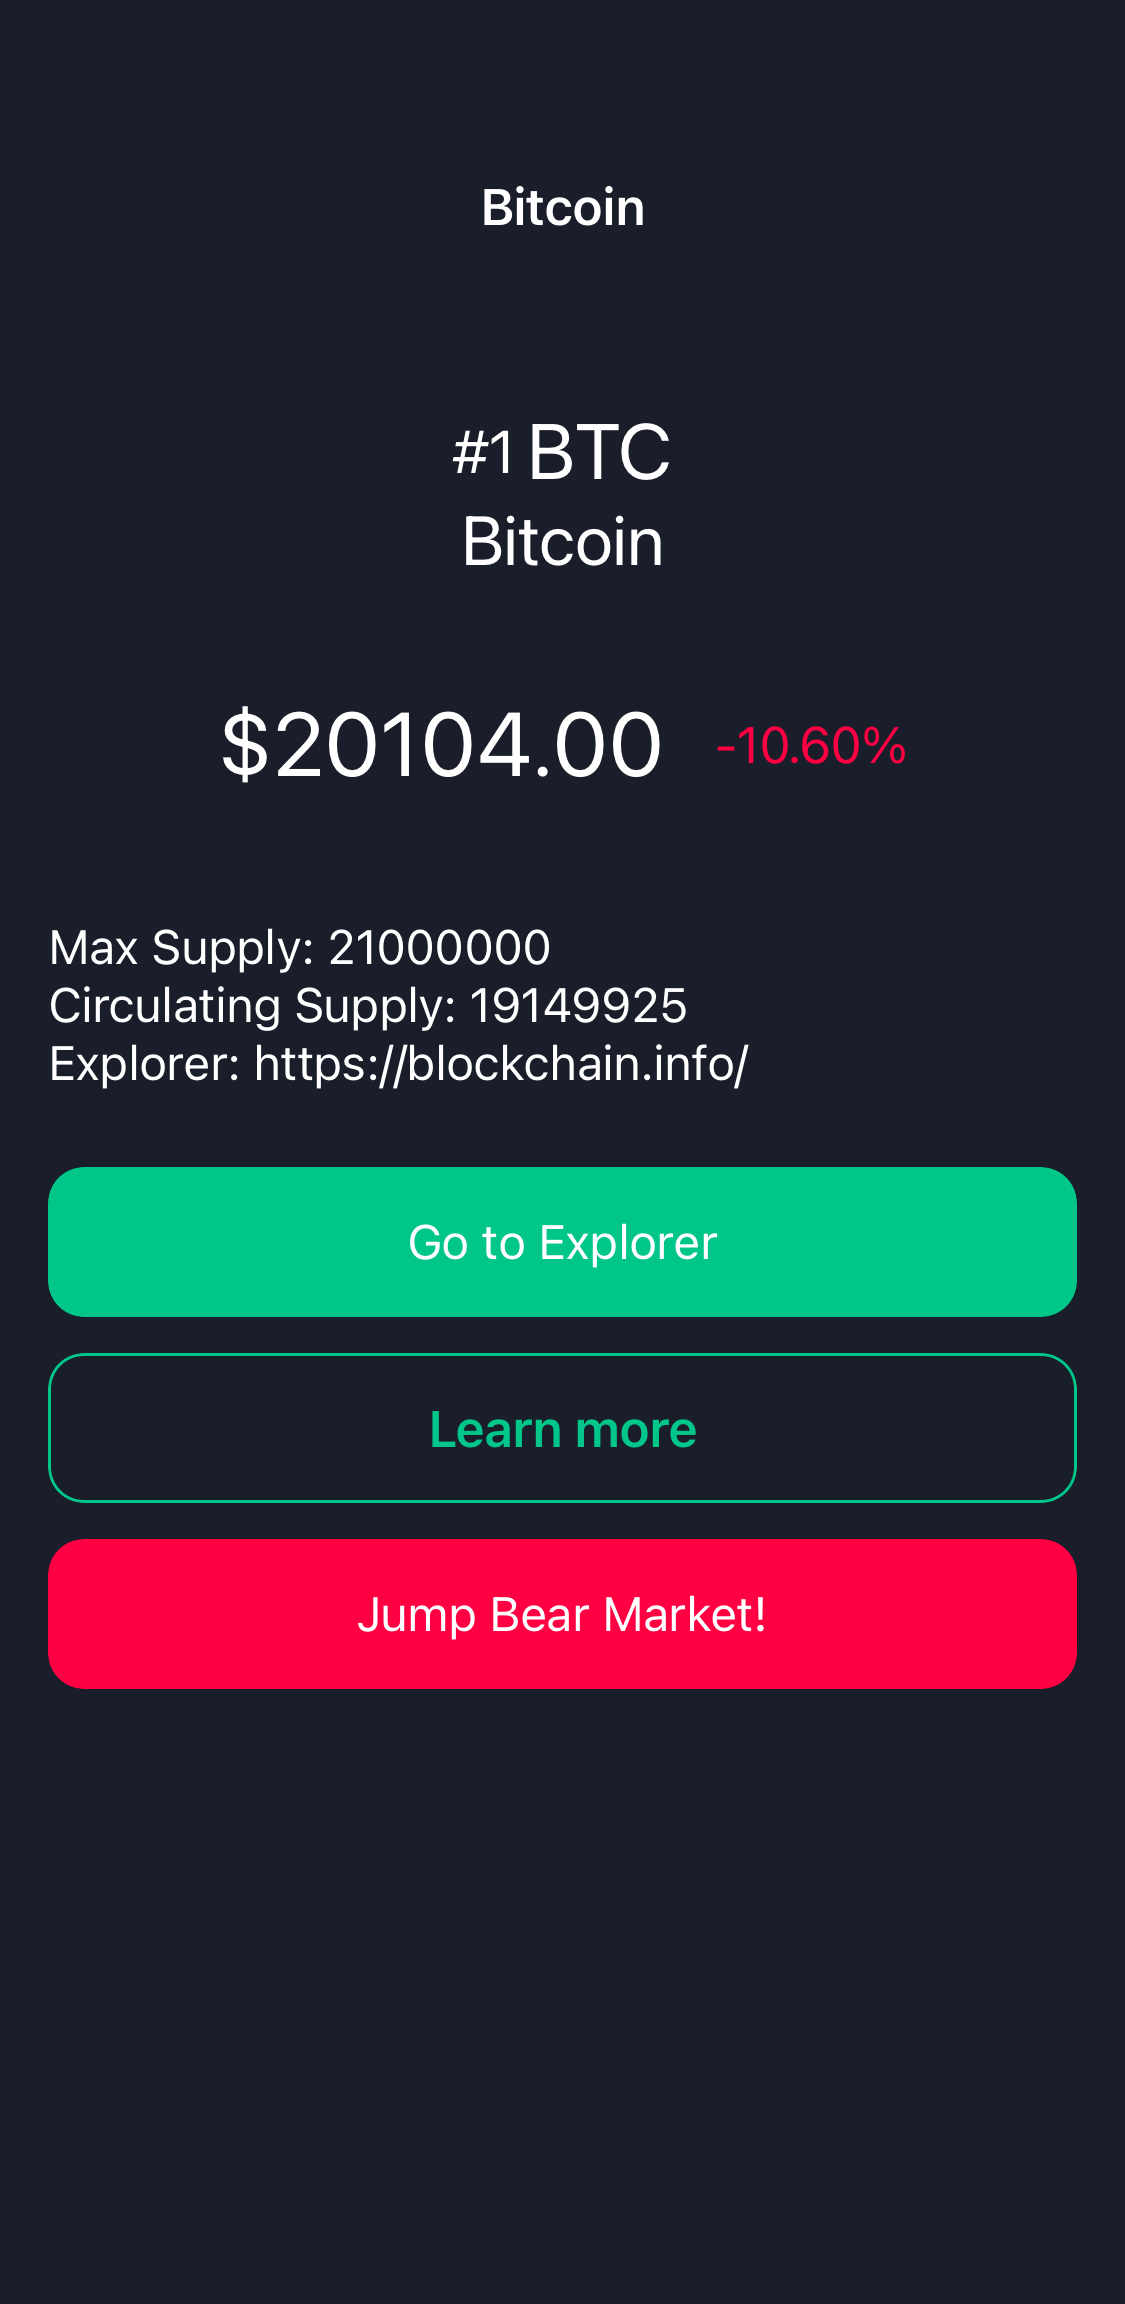 Bitcoin
#1 BTC
Bitcoin
$20104.00 -10.60%
Max Supply: 21000000
Circulating Supply: 19149925
Explorer: https://blockchain.info/
Go to Explorer
Learn more
Jump Bear Market!